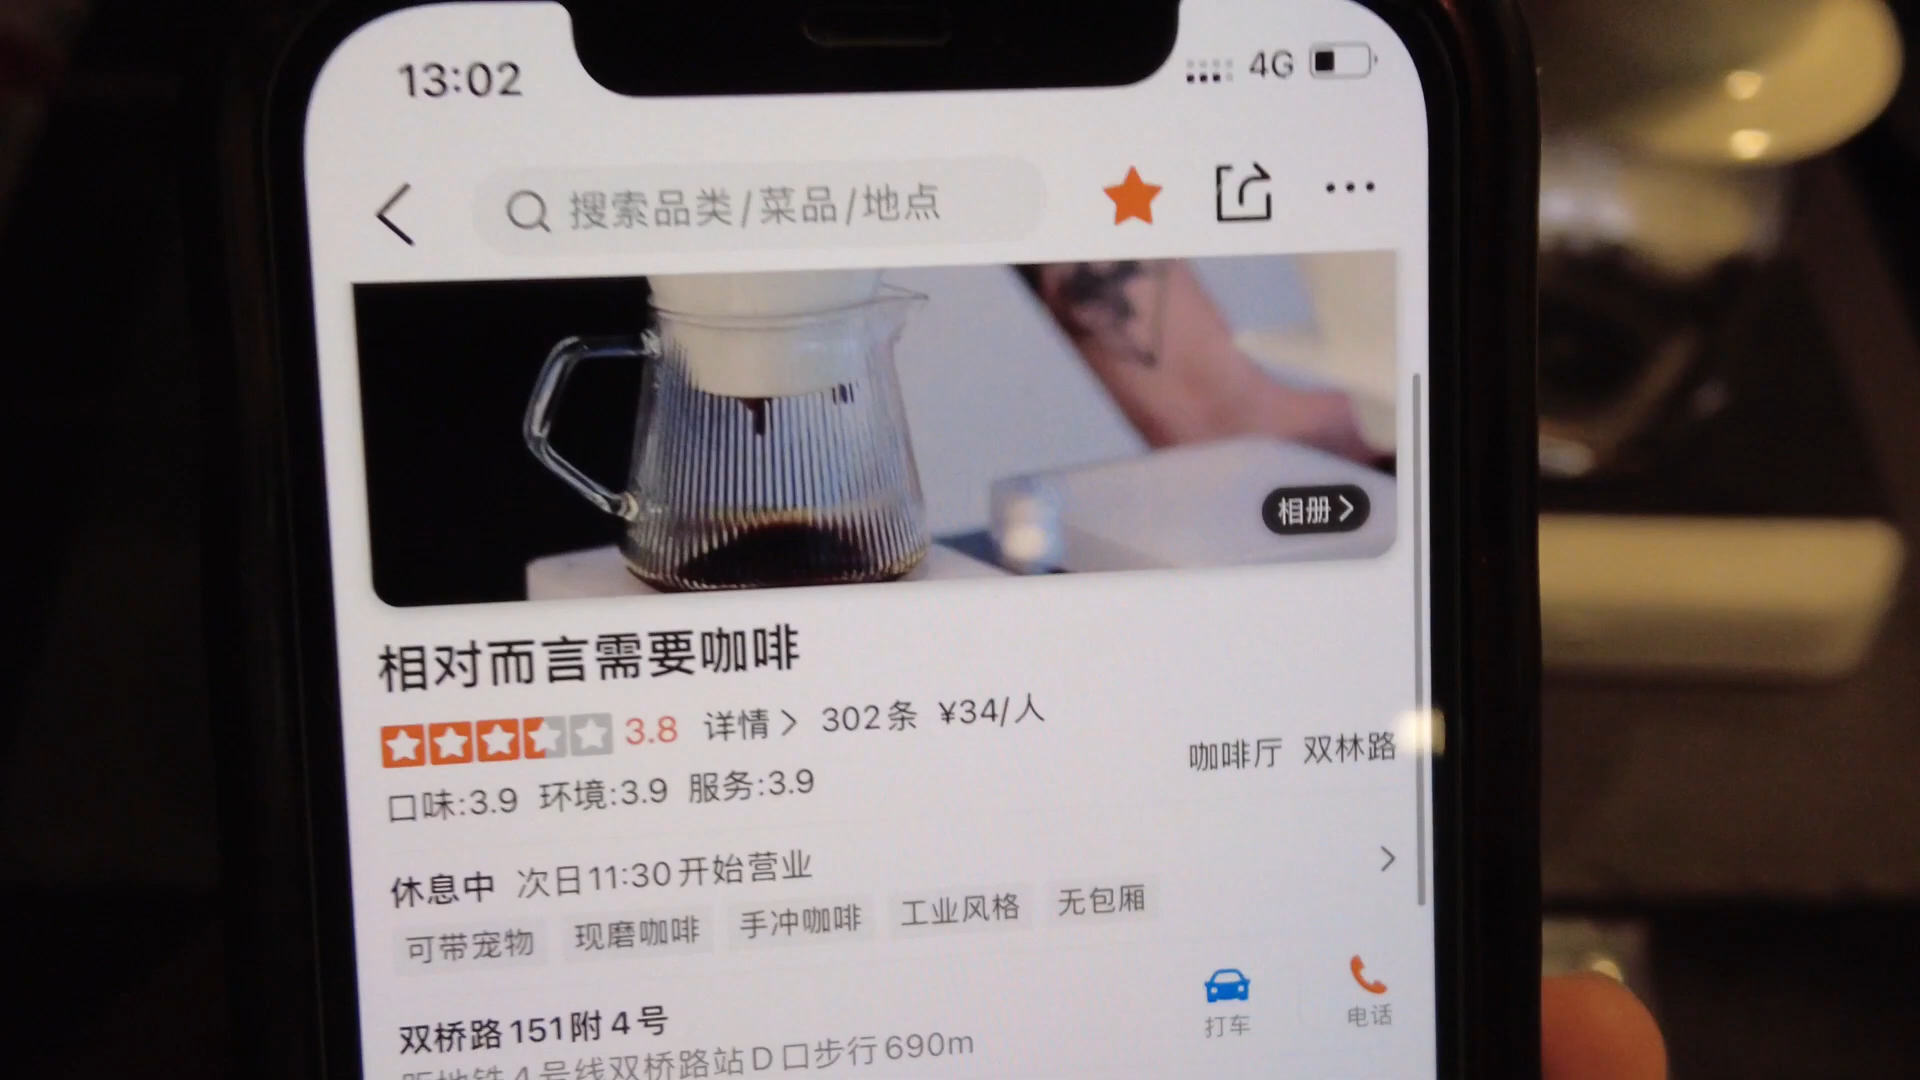 13:02 4G
搜索品类/菜品/地点
相册
相对而言需要咖啡
3.8 详情 302条 ¥34/人
口味:3.9 环境:3.9 服务:3.9 咖啡厅 双林路
休息中 次日11:30开始营业
可带宠物 现磨咖啡 手冲咖啡 工业风格 无包厢
双桥路151附4号 打车 电话
距地铁4号线双桥路站D口步行690m